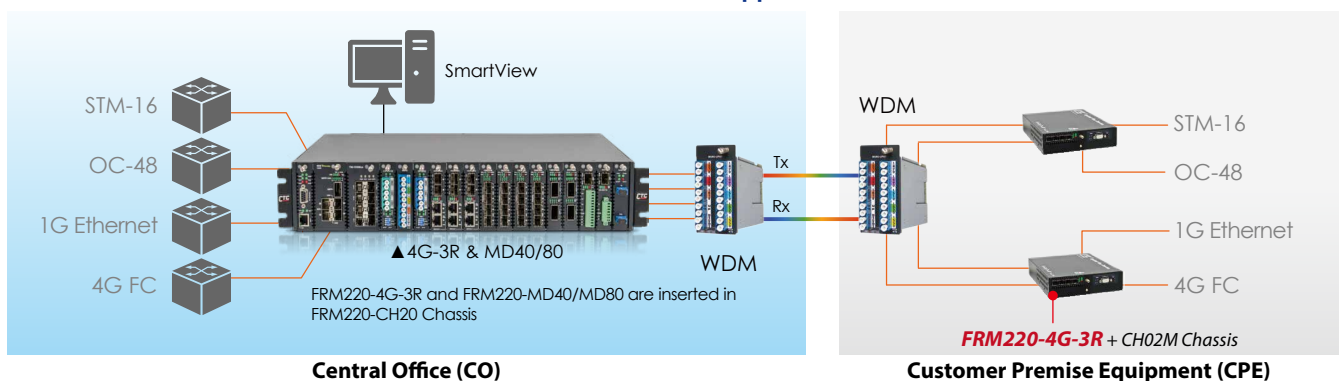 SmartView
STM-16
OC-48
1G Ethernet
4G FC
CTC
▲4G-3R & MD40/80
FRM220-4G-3R and FRM220-MD40/MD80 are inserted in
FRM220-CH20 Chassis
WDM
Tx
Rx
WDM
STM-16
OC-48
1G Ethernet
4G FC
FRM220-4G-3R + CH02M Chassis
Central Office (CO)
Customer Premise Equipment (CPE)